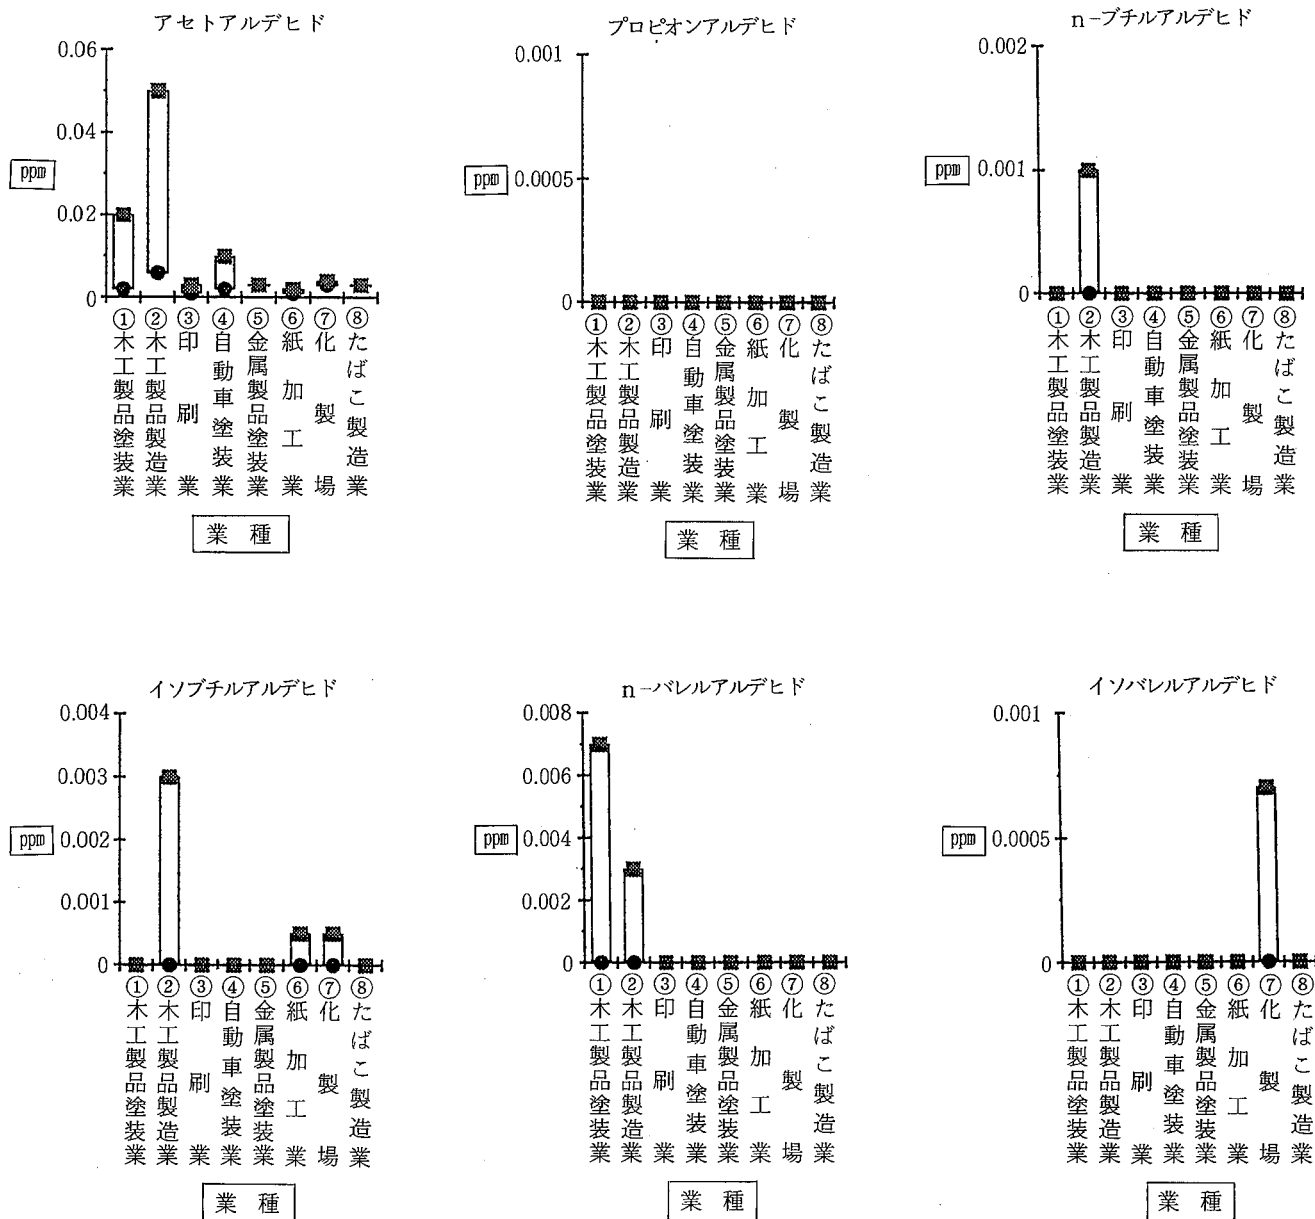 アセトアルデヒド
0.06
0.04
ppm
0.02
0
①木工製品塗装業
②木工製品製造業
③印刷業
④自動車塗装業
⑤金属製品塗装業
⑥紙加工業
⑦化製場
⑧たばこ製造業
業種
プロピオンアルデヒド
0.001
ppm
0.0005
0
①木工製品塗装業
②木工製品製造業
③印刷業
④自動車塗装業
⑤金属製品塗装業
⑥紙加工業
⑦化製場
⑧たばこ製造業
業種
n-ブチルアルデヒド
0.002
ppm
0.001
0
①木工製品塗装業
②木工製品製造業
③印刷業
④自動車塗装業
⑤金属製品塗装業
⑥紙加工業
⑦化製場
⑧たばこ製造業
業種
イソブチルアルデヒド
0.004
0.003
0.002
ppm
0.001
0
①木工製品塗装業
②木工製品製造業
③印刷業
④自動車塗装業
⑤金属製品塗装業
⑥紙加工業
⑦化製場
⑧たばこ製造業
業種
n-バレルアルデヒド
0.008
0.006
ppm
0.004
0.002
0
①木工製品塗装業
②木工製品製造業
③印刷業
④自動車塗装業
⑤金属製品塗装業
⑥紙加工業
⑦化製場
⑧たばこ製造業
業種
イソバレルアルデヒド
0.001
ppm
0.0005
0
①木工製品塗装業
②木工製品製造業
③印刷業
④自動車塗装業
⑤金属製品塗装業
⑥紙加工業
⑦化製場
⑧たばこ製造業
業種